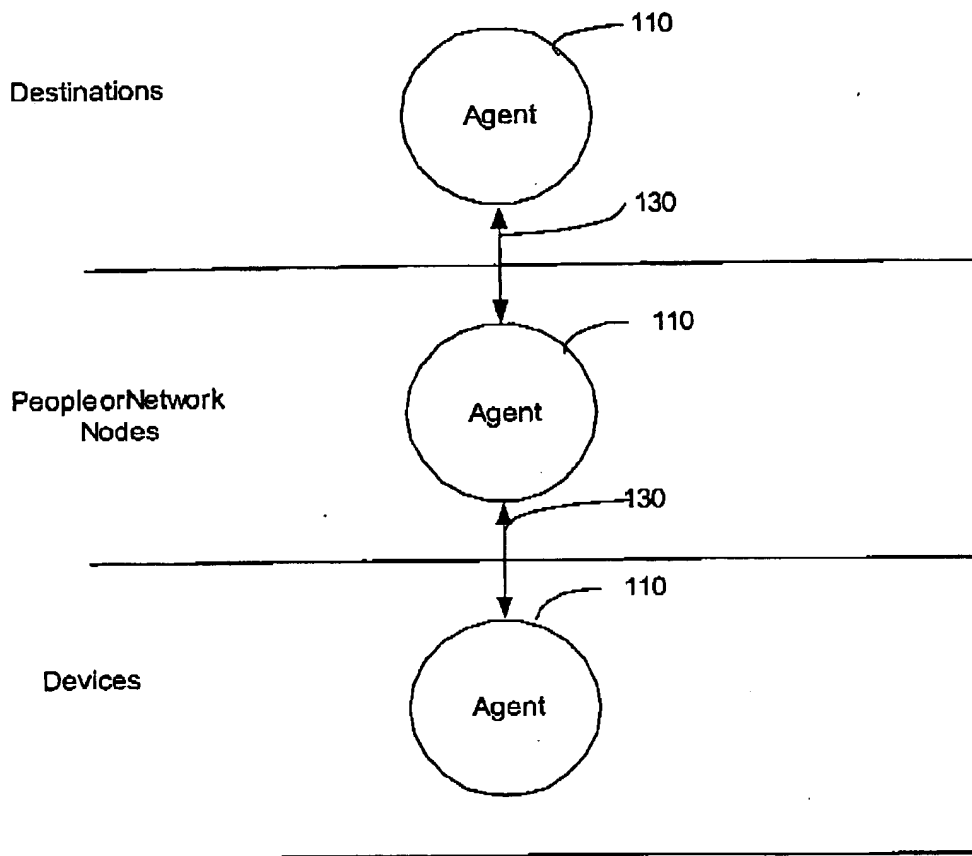 110
Destinations
Agent
130
110
PeopleorNetwork
Nodes
Agent
130
110
Devices
Agent